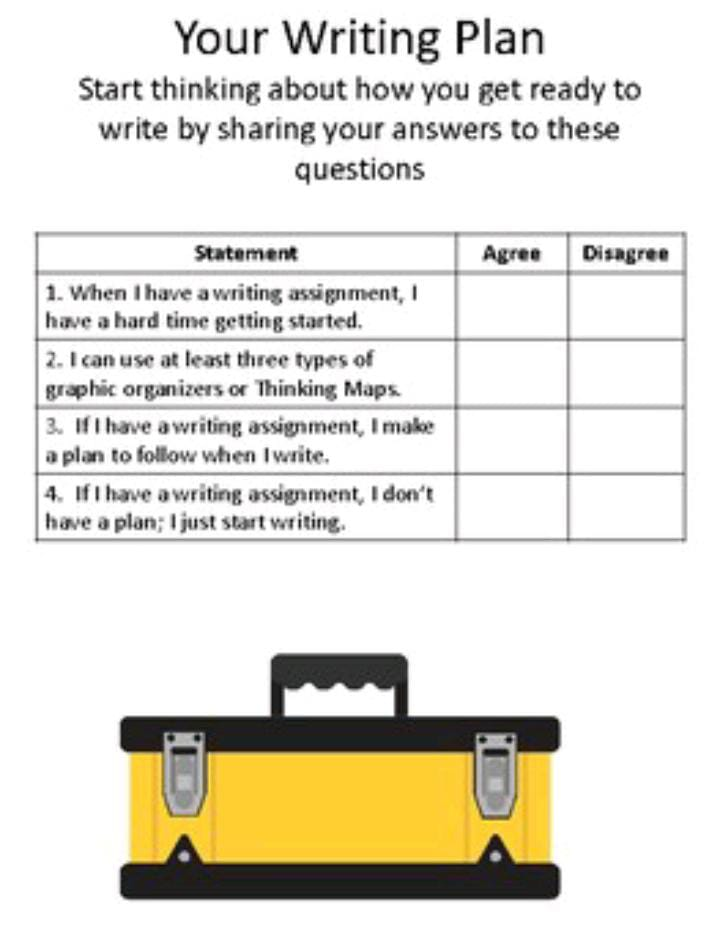 Your Writing Plan
Start thinking about how you get ready to
write by sharing your answers to these
questions
Statement Agree Disagree
1. When I have a writing assignment, I
have a hard time getting started.
2. I can use at least three types of
graphic organizers or Thinking Maps.
3. If I have a writing assignment, I make
a plan to follow when I write.
4. If I have a writing assignment, I don't
have a plan; I just start writing.